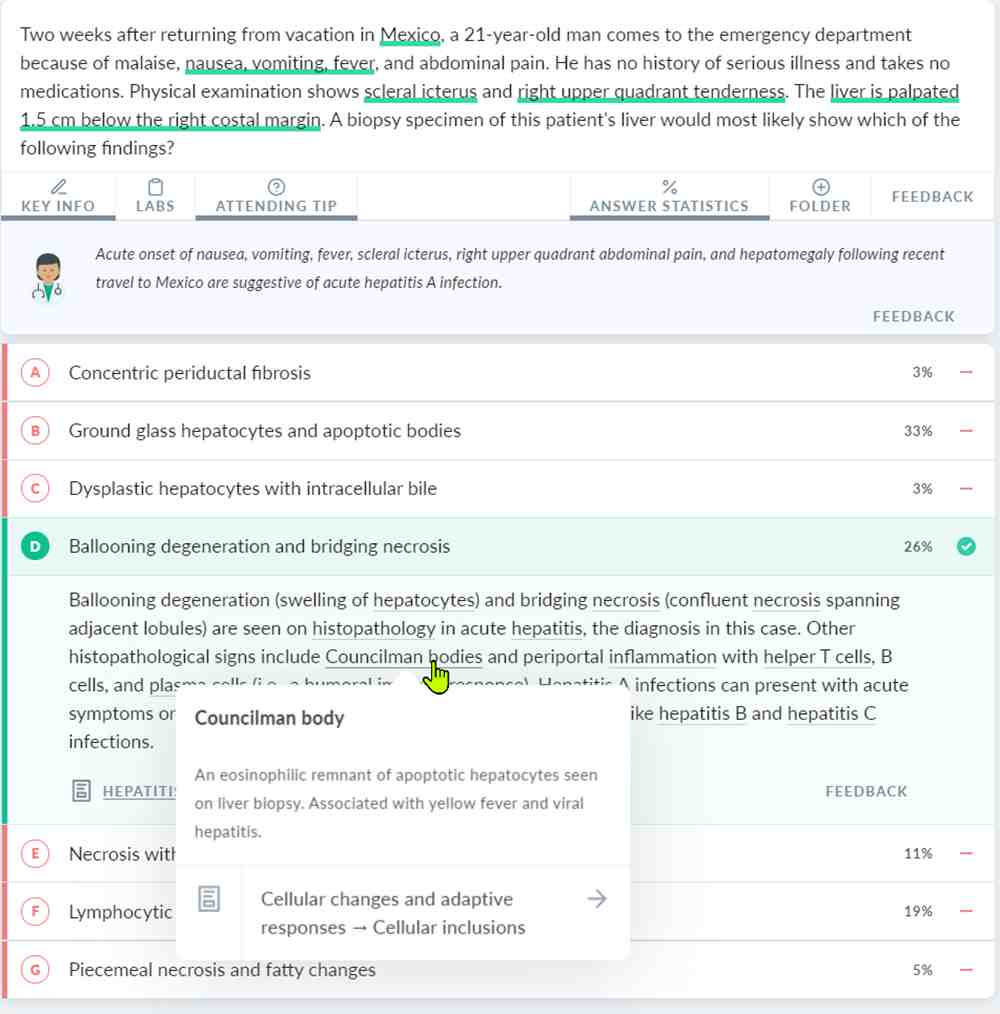 Two weeks after returning from vacation in Mexico, a 21-year-old man comes to the emergency department
because of malaise, nausea, vomiting, fever, and abdominal pain. He has no history of serious illness and takes no
medications. Physical examination shows scleral icterus and right upper quadrant tenderness. The liver is palpated
1.5 cm below the right costal margin. A biopsy specimen of this patient's liver would most likely show which of the
following findings?
KEY INFO
LABS
ATTENDING TIP
ANSWER STATISTICS
FOLDER
FEEDBACK
Acute onset of nausea, vomiting, fever, scleral icterus, right upper quadrant abdominal pain, and hepatomegaly following recent
travel to Mexico are suggestive of acute hepatitis A infection.
FEEDBACK
A Concentric periductal fibrosis 3%
B Ground glass hepatocytes and apoptotic bodies 33%
C Dysplastic hepatocytes with intracellular bile 3%
D Ballooning degeneration and bridging necrosis 26%
Ballooning degeneration (swelling of hepatocytes) and bridging necrosis (confluent necrosis spanning
adjacent lobules) are seen on histopathology in acute hepatitis, the diagnosis in this case. Other
histopathological signs include Councilman bodies and periportal inflammation with helper T cells, B
cells, and plasma cells (i.e., a humoral response). Hepatitis A infections can present with acute
symptoms or like hepatitis B and hepatitis C
infections.
HEPATITIS
FEEDBACK
Councilman body
An eosinophilic remnant of apoptotic hepatocytes seen
on liver biopsy. Associated with yellow fever and viral
hepatitis.
Cellular changes and adaptive
responses → Cellular inclusions
E Necrosis with 11%
F Lymphocytic 19%
G Piecemeal necrosis and fatty changes 5%